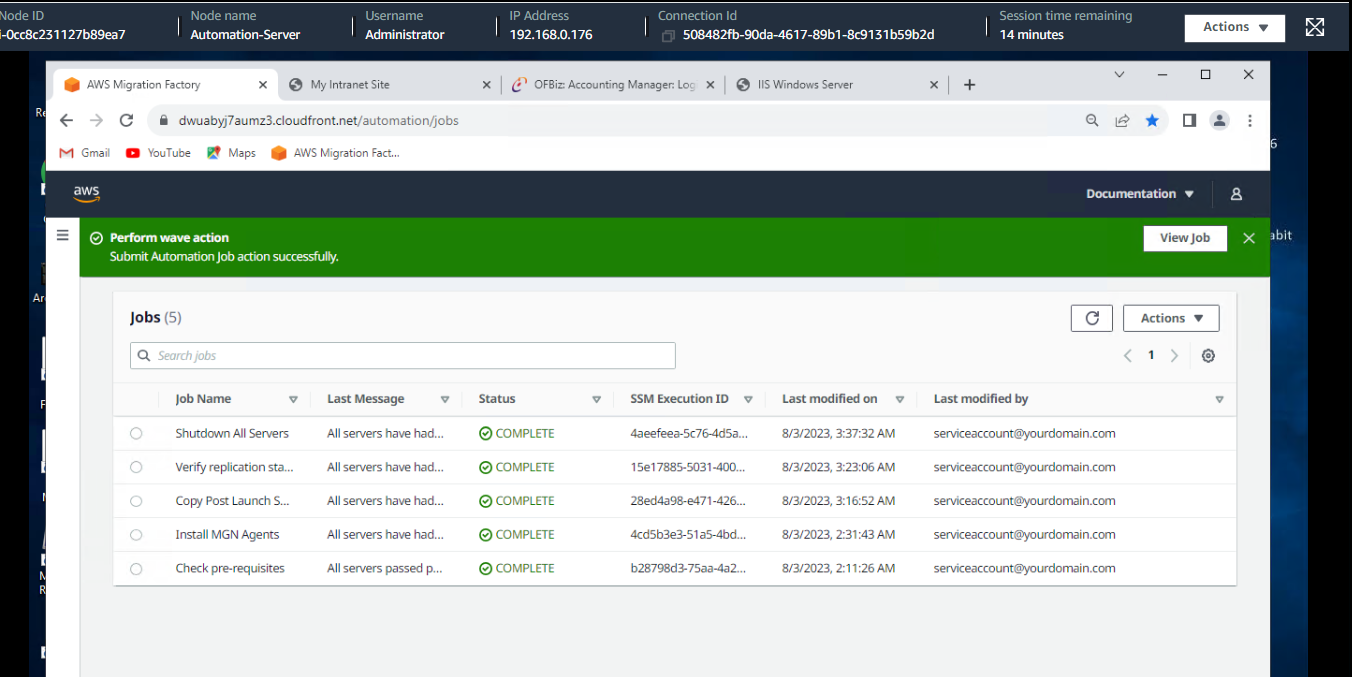 Node ID Node name Username IP Address Connection Id Session time remaining
i-0cc8c231127b89ea7 Automation-Server Administrator 192.168.0.176 508482fb-90da-4617-89b1-8c9131b59b2d 14 minutes
Actions
AWS Migration Factory My Intranet Site OFBiz: Accounting Manager: Log IIS Windows Server
dwuabyj7aumz3.cloudfront.net/automation/jobs
Gmail YouTube Maps AWS Migration Fact...
aws Documentation
Perform wave action
Submit Automation Job action successfully.
View Job
Jobs (5)
Actions
Search jobs
1
Job Name Last Message Status SSM Execution ID Last modified on Last modified by
Shutdown All Servers All servers have had... COMPLETE 4aeefeea-5c76-4d5a... 8/3/2023, 3:37:32 AM serviceaccount@yourdomain.com
Verify replication sta... All servers have had... COMPLETE 15e17885-5031-400... 8/3/2023, 3:23:06 AM serviceaccount@yourdomain.com
Copy Post Launch S... All servers have had... COMPLETE 28ed4a98-e471-426... 8/3/2023, 3:16:52 AM serviceaccount@yourdomain.com
Install MGN Agents All servers have had... COMPLETE 4cd5b3e3-51a5-4bd... 8/3/2023, 2:31:43 AM serviceaccount@yourdomain.com
Check pre-requisites All servers passed p... COMPLETE b28798d3-75aa-4a2... 8/3/2023, 2:11:26 AM serviceaccount@yourdomain.com